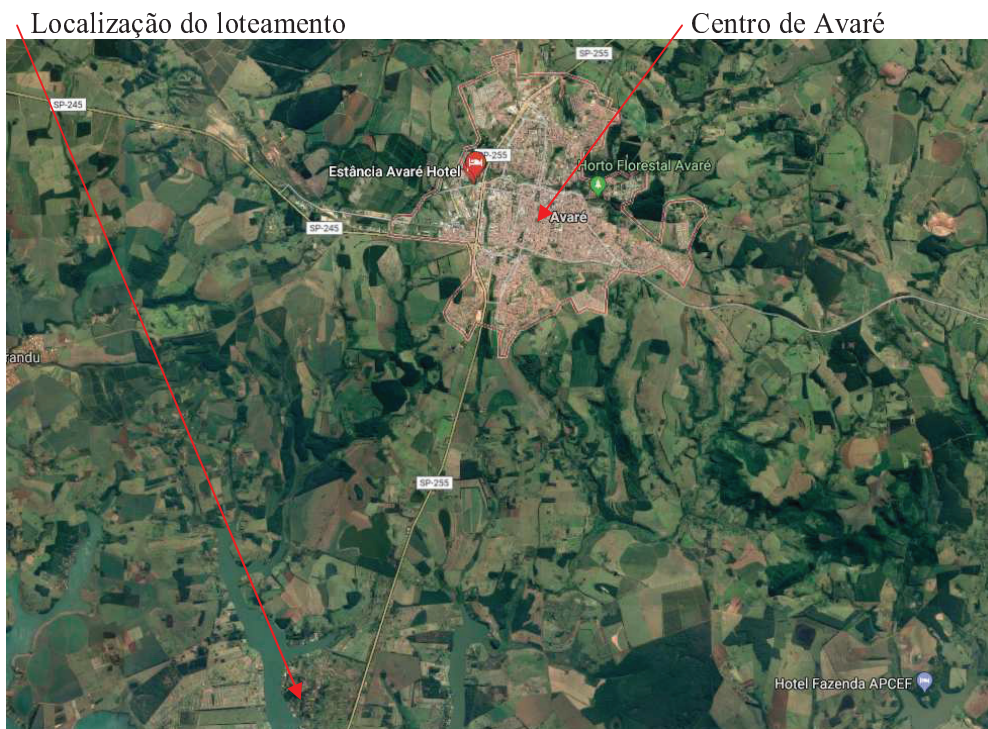 Localização do loteamento
Centro de Avaré
SP-255
SP-245
SP-255
Estância Avaré Hotel
Horto Florestal Avaré
Avaré
SP-245
randu
SP-255
Hotel Fazenda APCEF